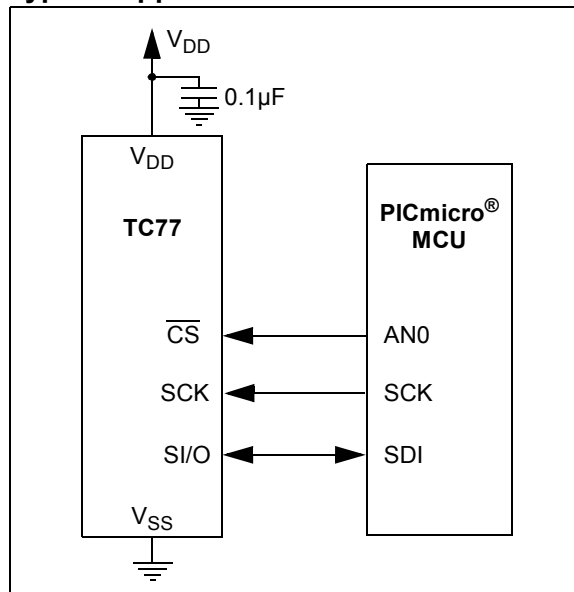 VDD
0.1µF
VDD
TC77
PICmicro®
MCU
CS
AN0
SCK
SCK
SI/O
SDI
VSS